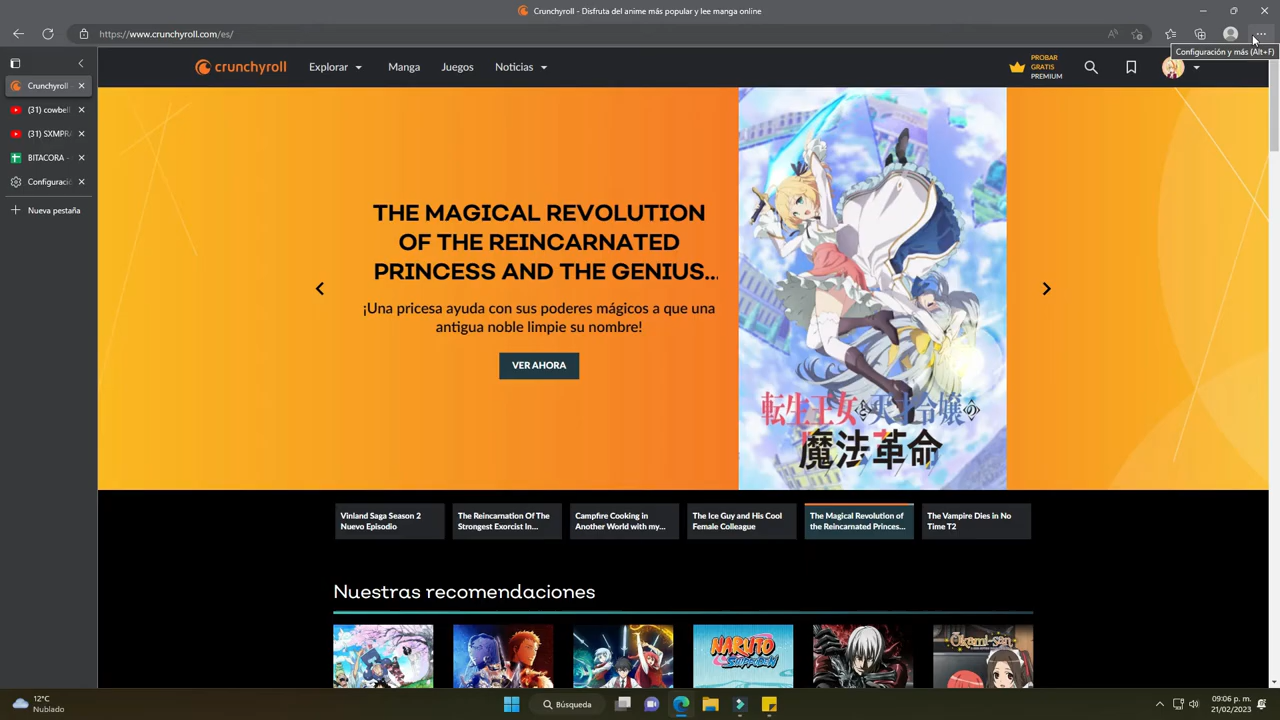 Crunchyroll - Disfruta del anime más popular y lee manga online
https://www.crunchyroll.com/es/
Configuración y más (Alt+F)
crunchyroll
Explorar
Manga
Juegos
Noticias
PROBAR
GRATIS
PREMIUM
Crunchyroll
(31) cowbell
(31) SXMPRA
BITACORA -
Configuració
Nueva pestaña
THE MAGICAL REVOLUTION
OF THE REINCARNATED
PRINCESS AND THE GENIUS...
¡Una pricesa ayuda con sus poderes mágicos a que una
antigua noble limpie su nombre!
VER AHORA
転生王女と天才令嬢の
魔法革命
Vinland Saga Season 2
Nuevo Episodio
The Reincarnation Of The
Strongest Exorcist In...
Campfire Cooking in
Another World with my...
The Ice Guy and His Cool
Female Colleague
The Magical Revolution of
the Reincarnated Princes...
The Vampire Dies in No
Time T2
Nuestras recomendaciones
NARUTO
SHIPPUDEN
Okami-san
12°C
Nublado
Búsqueda
09:06 p. m.
21/02/2023